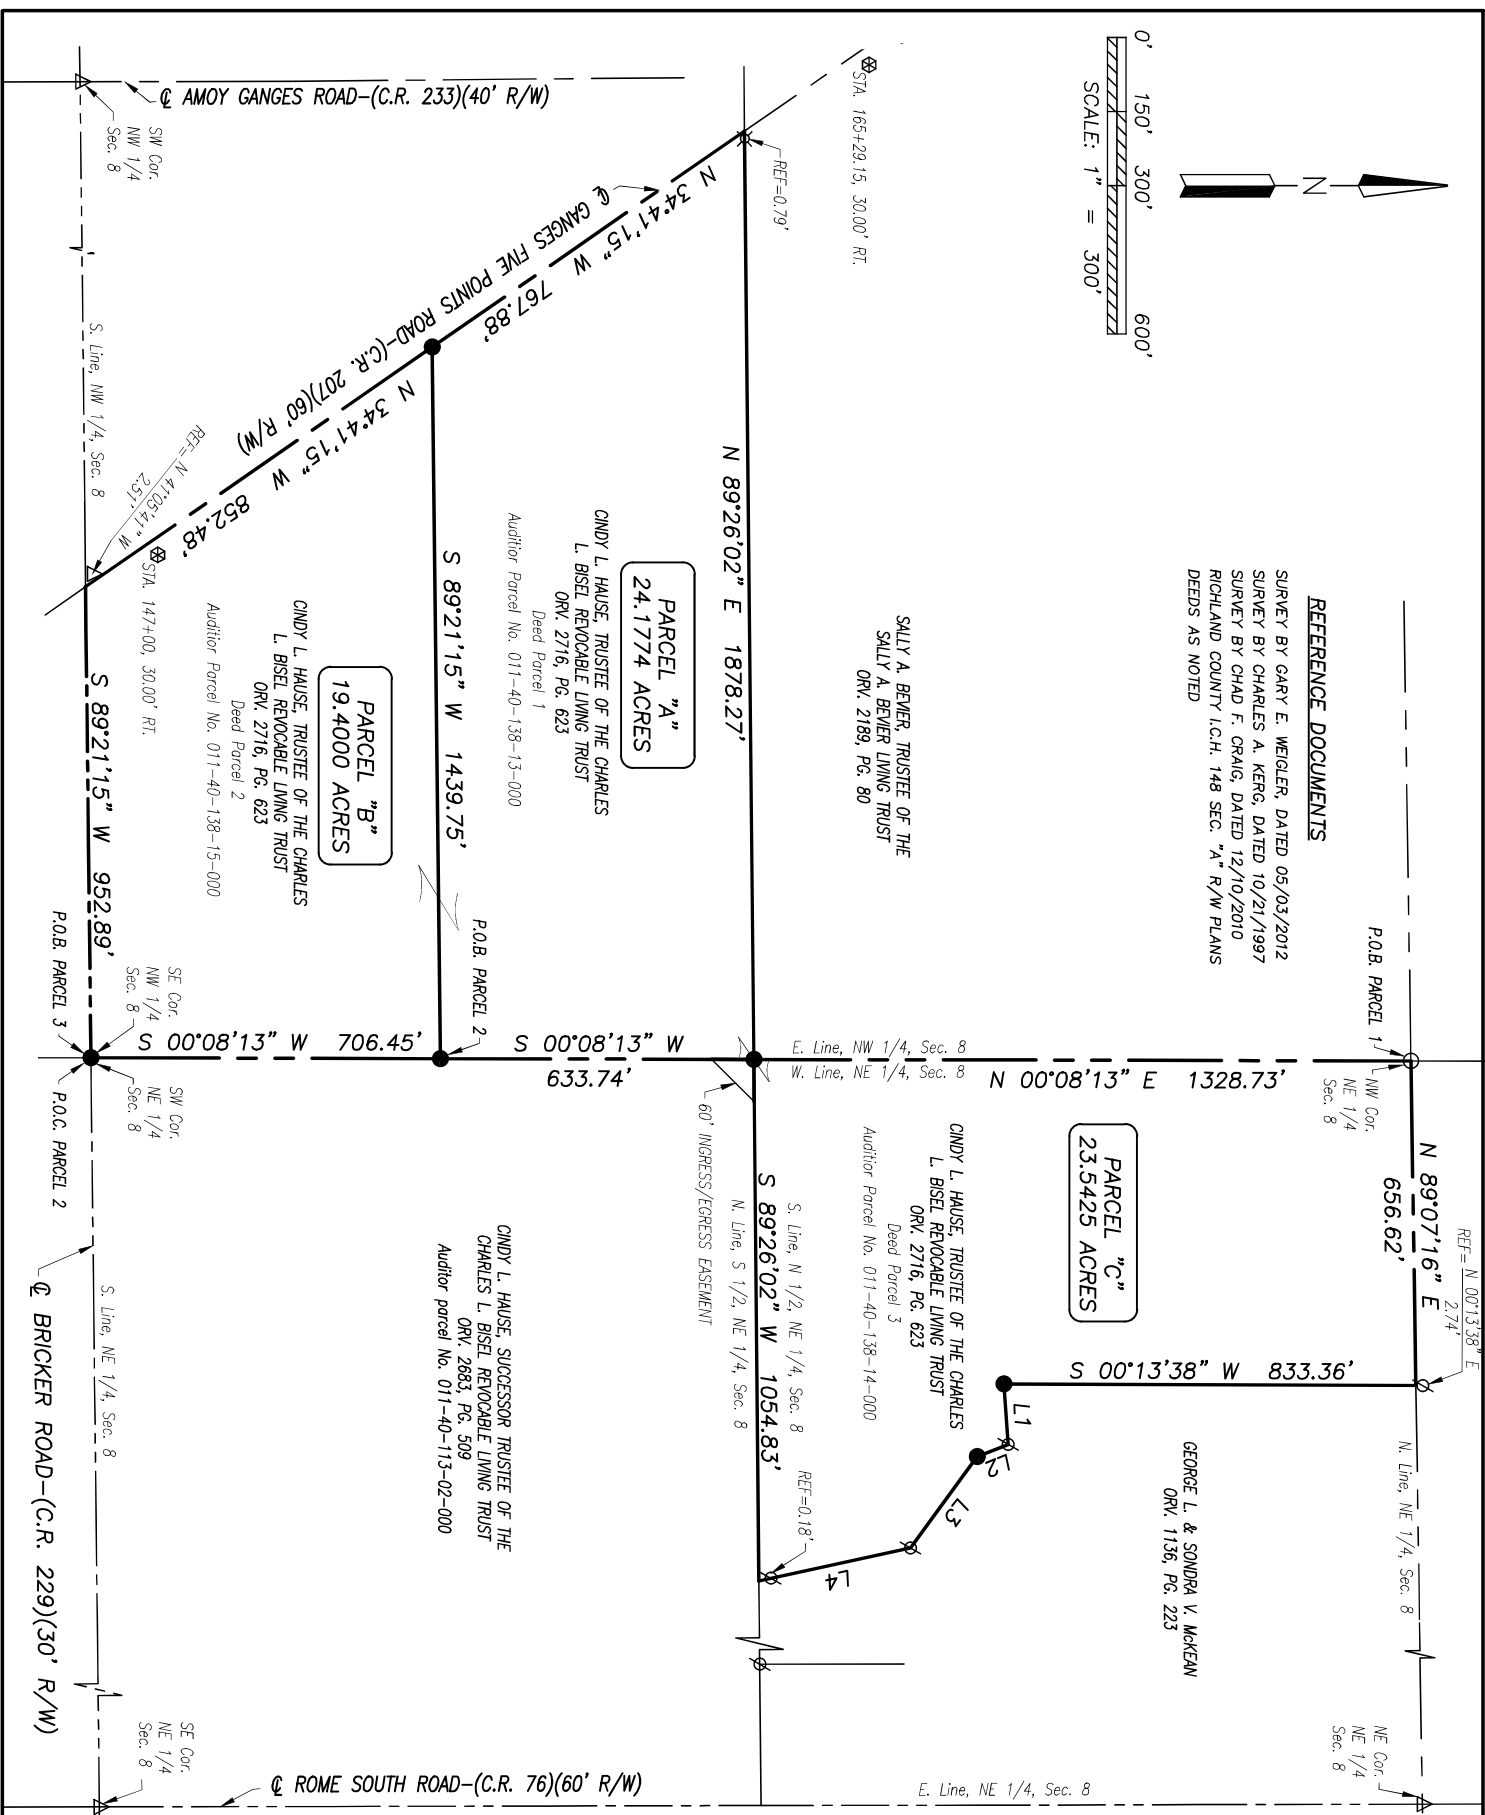 0'
150'
300'
600'
SCALE: 1" = 300'
N
REFERENCE DOCUMENTS
SURVEY BY GARY E. WEIGLER, DATED 05/03/2012
SURVEY BY CHARLES A. KERG, DATED 10/21/1997
SURVEY BY CHAD F. CRAIG, DATED 12/10/2010
RICHLAND COUNTY I.C.H. 148 SEC. "A" R/W PLANS
DEEDS AS NOTED
P.O.B. PARCEL 1
NW Cor.
NE 1/4
Sec. 8
N 89°07'16" E
656.62'
REF= N 00°13'38" E
2.74'
N. Line, NE 1/4, Sec. 8
NE Cor.
NE 1/4
Sec. 8
S 00°13'38" W 833.36'
GEORGE L. & SONDRA V. McKEAN
ORV. 1136, PG. 223
L1
L2
L3
L4
PARCEL "C"
23.5425 ACRES
CINDY L. HAUSE, TRUSTEE OF THE CHARLES
L. BISEL REVOCABLE LIVING TRUST
ORV. 2716, PG. 623
Deed Parcel 3
Auditior Parcel No. 011-40-138-14-000
N 00°08'13" E 1328.73'
E. Line, NW 1/4, Sec. 8
W. Line, NE 1/4, Sec. 8
S. Line, N 1/2, NE 1/4, Sec. 8
S 89°26'02" W 1054.83'
N. Line, S 1/2, NE 1/4, Sec. 8
REF=0.18'
60' INGRESS/EGRESS EASEMENT
STA. 165+29.15, 30.00' RT.
REF=0.79'
SALLY A. BEVIER, TRUSTEE OF THE
SALLY A. BEVIER LIVING TRUST
ORV. 2189, PG. 80
N 89°26'02" E 1878.27'
N 34°41'15" W 767.88'
℄ GANGES FIVE POINTS ROAD-(C.R. 207)(60' R/W)
PARCEL "A"
24.1774 ACRES
CINDY L. HAUSE, TRUSTEE OF THE CHARLES
L. BISEL REVOCABLE LIVING TRUST
ORV. 2716, PG. 623
Deed Parcel 1
Auditior Parcel No. 011-40-138-13-000
S 00°08'13" W
633.74'
P.O.B. PARCEL 2
S 89°21'15" W 1439.75'
N 34°41'15" W 852.48'
PARCEL "B"
19.4000 ACRES
CINDY L. HAUSE, TRUSTEE OF THE CHARLES
L. BISEL REVOCABLE LIVING TRUST
ORV. 2716, PG. 623
Deed Parcel 2
Auditior Parcel No. 011-40-138-15-000
S 00°08'13" W 706.45'
CINDY L. HAUSE, SUCCESSOR TRUSTEE OF THE
CHARLES L. BISEL REVOCABLE LIVING TRUST
ORV. 2683, PG. 509
Auditor parcel No. 011-40-113-02-000
℄ AMOY GANGES ROAD-(C.R. 233)(40' R/W)
SW Cor.
NW 1/4
Sec. 8
S. Line, NW 1/4, Sec. 8
REF= N 41°05'41" W
2.51'
STA. 147+00, 30.00' RT.
S 89°21'15" W 952.89'
SE Cor.
NW 1/4
Sec. 8
P.O.B. PARCEL 3
SW Cor.
NE 1/4
Sec. 8
P.O.C. PARCEL 2
S. Line, NE 1/4, Sec. 8
℄ BRICKER ROAD-(C.R. 229)(30' R/W)
SE Cor.
NE 1/4
Sec. 8
℄ ROME SOUTH ROAD-(C.R. 76)(60' R/W)
E. Line, NE 1/4, Sec. 8